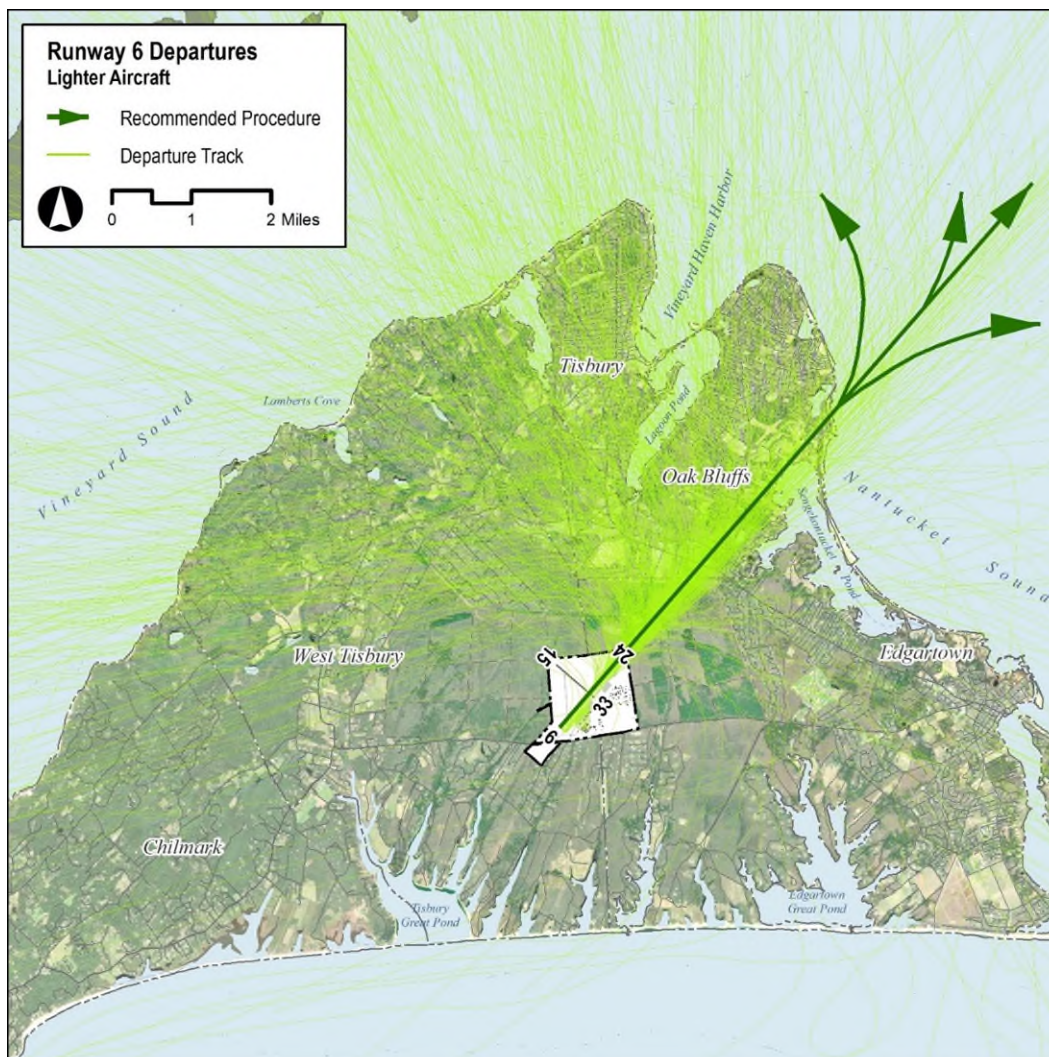 Runway 6 Departures
Lighter Aircraft
Recommended Procedure
Departure Track
0 1 2 Miles
Vineyard Haven Harbor
Tisbury
Lamberts Cove
Lagoon Pond
Vineyard Sound
Oak Bluffs
Nantucket
Sound
Sengekontacket Pond
West Tisbury
15
24
Edgartown
33
6
Chilmark
Tisbury
Great Pond
Edgartown
Great Pond